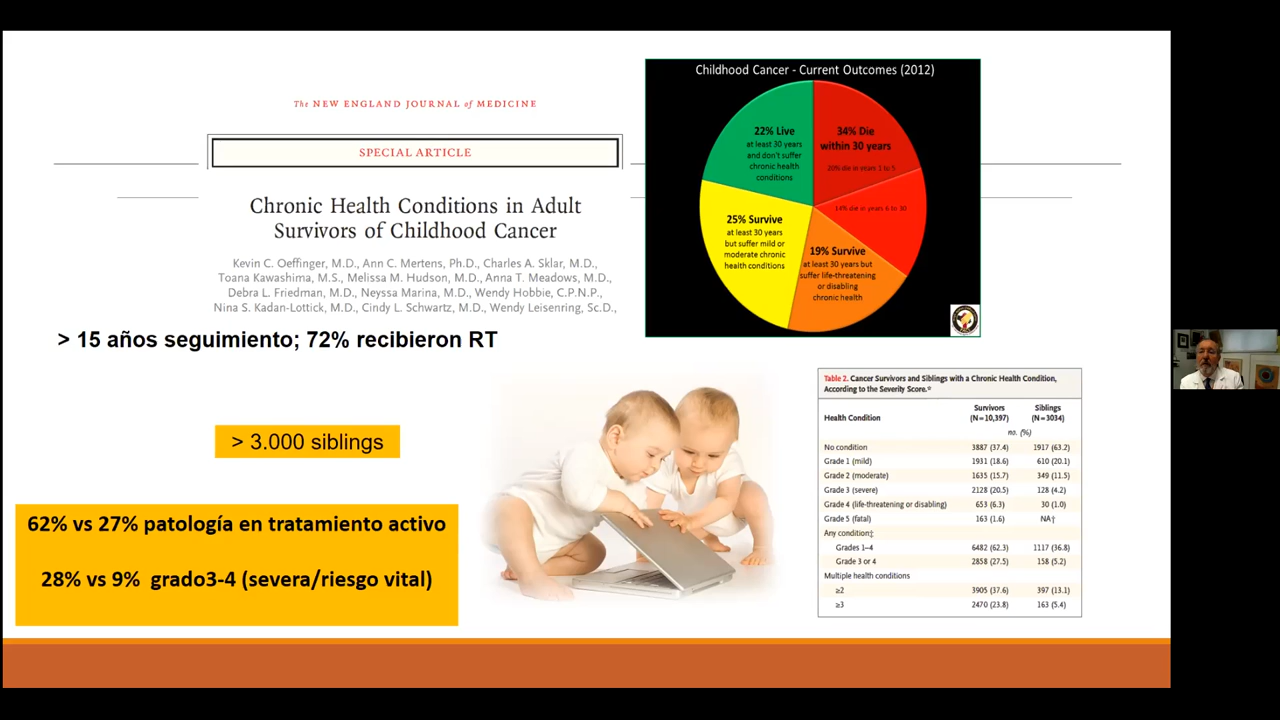 The NEW ENGLAND JOURNAL of MEDICINE
SPECIAL ARTICLE
Chronic Health Conditions in Adult
Survivors of Childhood Cancer
Kevin C. Oeffinger, M.D., Ann C. Mertens, Ph.D., Charles A. Sklar, M.D.,
Toana Kawashima, M.S., Melissa M. Hudson, M.D., Anna T. Meadows, M.D.,
Debra L. Friedman, M.D., Neyssa Marina, M.D., Wendy Hobbie, C.P.N.P.,
Nina S. Kadan-Lottick, M.D., Cindy L. Schwartz, M.D., Wendy Leisenring, Sc.D.,
> 15 años seguimiento; 72% recibieron RT
> 3.000 siblings
62% vs 27% patología en tratamiento activo
28% vs 9% grado3-4 (severa/riesgo vital)
Childhood Cancer - Current Outcomes (2012)
22% Live
at least 30 years
and don't suffer
chronic health
conditions
34% Die
within 30 years
20% die in years 1 to 5
14% die in years 6 to 30
25% Survive
at least 30 years
but suffer mild or
moderate chronic
health conditions
19% Survive
at least 30 years but
suffer life-threatening
or disabling
chronic health
Table 2. Cancer Survivors and Siblings with a Chronic Health Condition,
According to the Severity Score.*
Health Condition Survivors (N=10,397) Siblings (N=3034)
no. (%)
No condition 3887 (37.4) 1917 (63.2)
Grade 1 (mild) 1931 (18.6) 610 (20.1)
Grade 2 (moderate) 1635 (15.7) 349 (11.5)
Grade 3 (severe) 2128 (20.5) 128 (4.2)
Grade 4 (life-threatening or disabling) 653 (6.3) 30 (1.0)
Grade 5 (fatal) 163 (1.6) NA†
Any condition‡
Grades 1–4 6482 (62.3) 1117 (36.8)
Grade 3 or 4 2858 (27.5) 158 (5.2)
Multiple health conditions
≥2 3905 (37.6) 397 (13.1)
≥3 2470 (23.8) 163 (5.4)